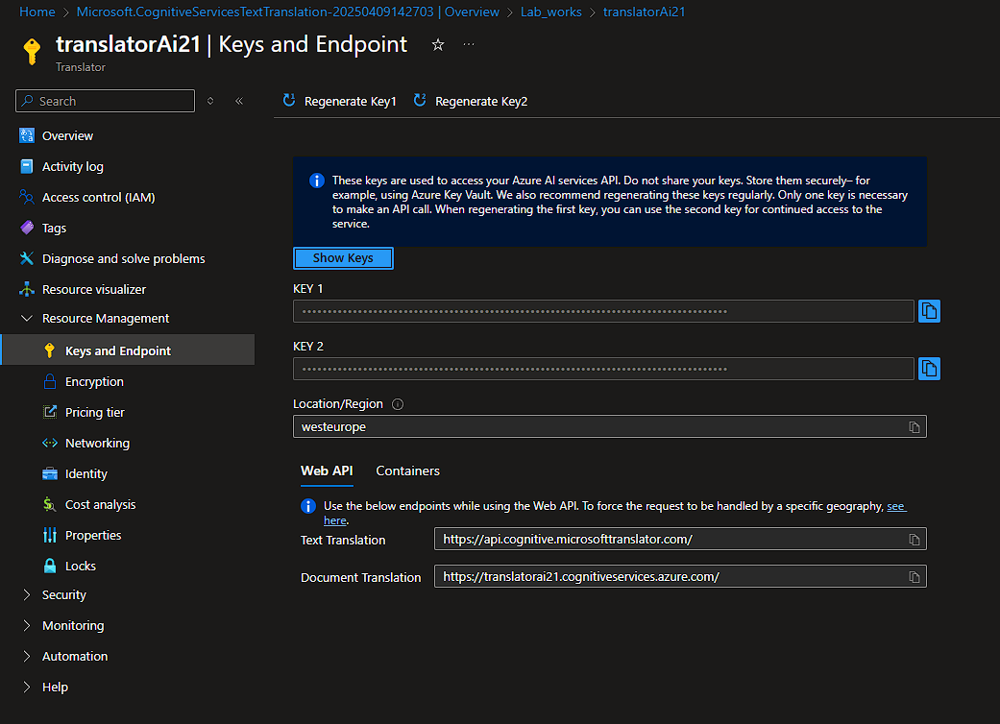 Home > Microsoft.CognitiveServicesTextTranslation-20250409142703 | Overview > Lab_works > translatorAi21
translatorAi21 | Keys and Endpoint
Translator
Search
Overview
Activity log
Access control (IAM)
Tags
Diagnose and solve problems
Resource visualizer
Resource Management
Keys and Endpoint
Encryption
Pricing tier
Networking
Identity
Cost analysis
Properties
Locks
Security
Monitoring
Automation
Help
Regenerate Key1 Regenerate Key2
These keys are used to access your Azure AI services API. Do not share your keys. Store them securely– for
example, using Azure Key Vault. We also recommend regenerating these keys regularly. Only one key is necessary
to make an API call. When regenerating the first key, you can use the second key for continued access to the
service.
Show Keys
KEY 1
KEY 2
Location/Region
westeurope
Web API Containers
Use the below endpoints while using the Web API. To force the request to be handled by a specific geography, see
here.
Text Translation https://api.cognitive.microsofttranslator.com/
Document Translation https://translatorai21.cognitiveservices.azure.com/